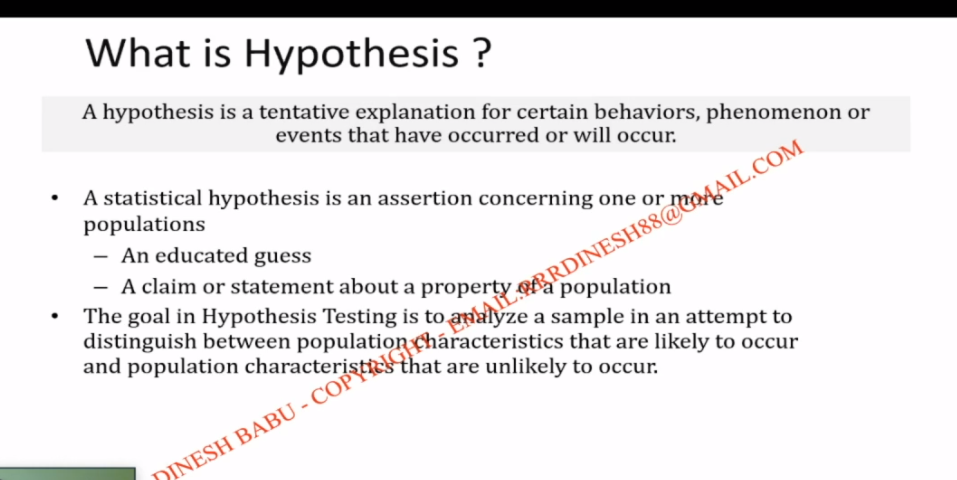 What is Hypothesis ?
A hypothesis is a tentative explanation for certain behaviors, phenomenon or
events that have occurred or will occur.
• A statistical hypothesis is an assertion concerning one or more
populations
– An educated guess
– A claim or statement about a property of a population
• The goal in Hypothesis Testing is to analyze a sample in an attempt to
distinguish between population characteristics that are likely to occur
and population characteristics that are unlikely to occur.
DINESH BABU - COPYRIGHT - EMAIL.RRRDINESH88@GMAIL.COM